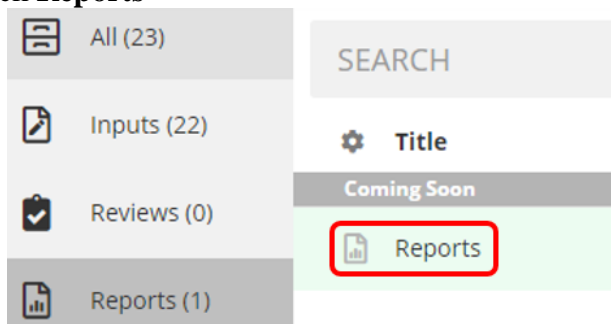 All (23)
Inputs (22)
Reviews (0)
Reports (1)
SEARCH
Title
Coming Soon
Reports